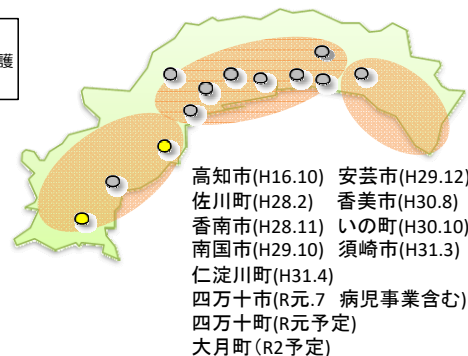 護
高知市(H16.10) 安芸市(H29.12)
佐川町(H28.2) 香美市(H30.8)
香南市(H28.11) いの町(H30.10)
南国市(H29.10) 須崎市(H31.3)
仁淀川町(H31.4)
四万十市(R元.7 病児事業含む)
四万十町(R元予定)
大月町(R2予定)